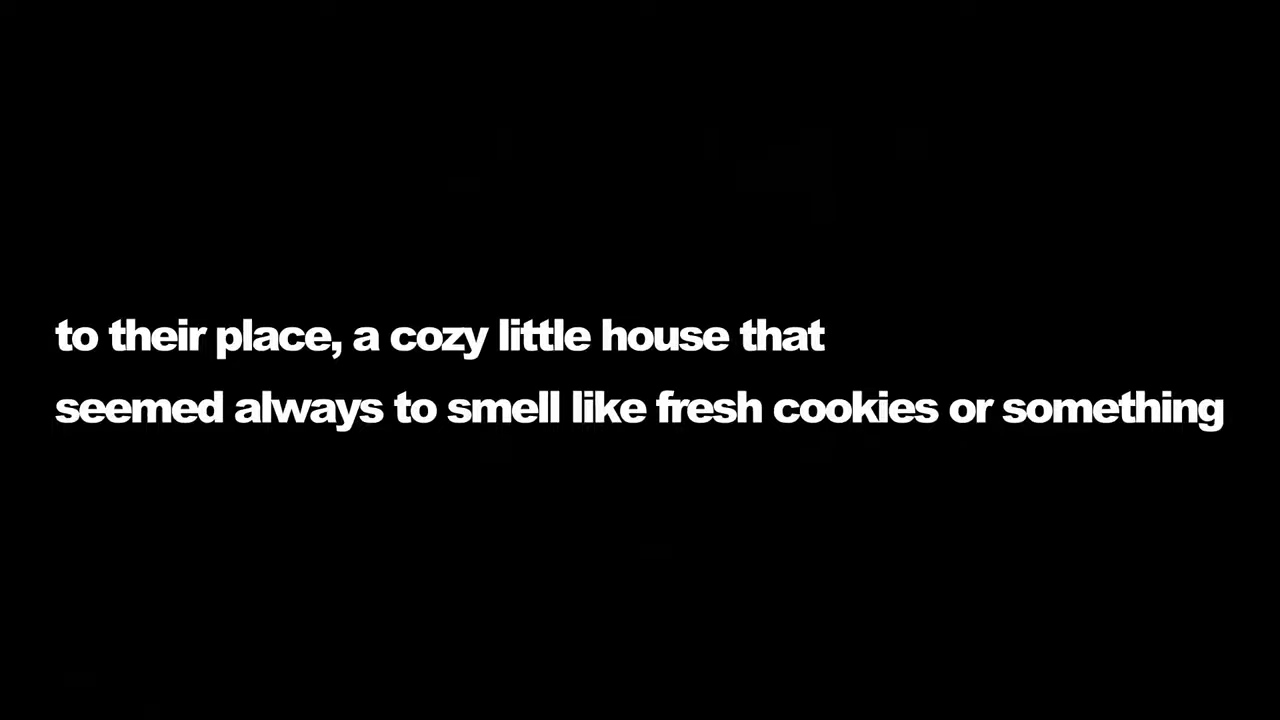 to their place, a cozy little house that
seemed always to smell like fresh cookies or something